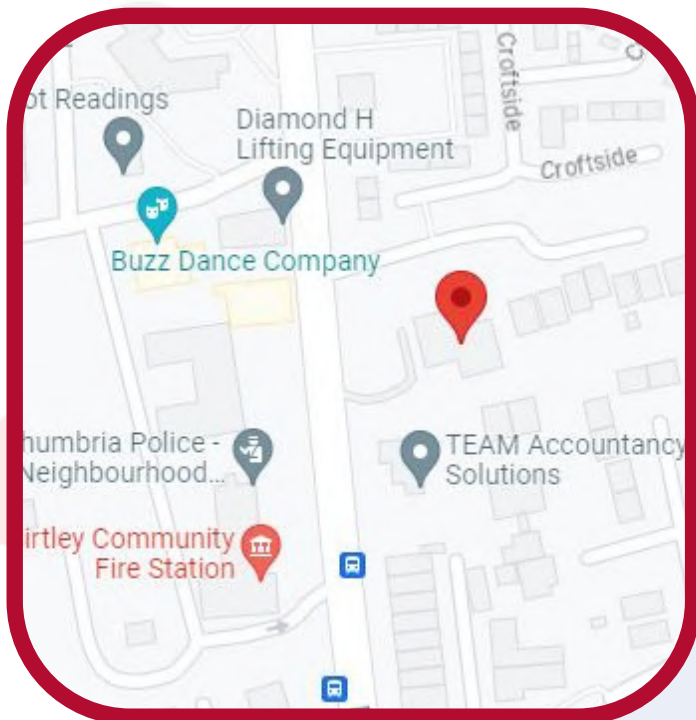 ot Readings
Diamond H
Lifting Equipment
Croftside
Croftside
Buzz Dance Company
humbria Police -
Neighbourhood...
TEAM Accountancy
Solutions
irtley Community
Fire Station